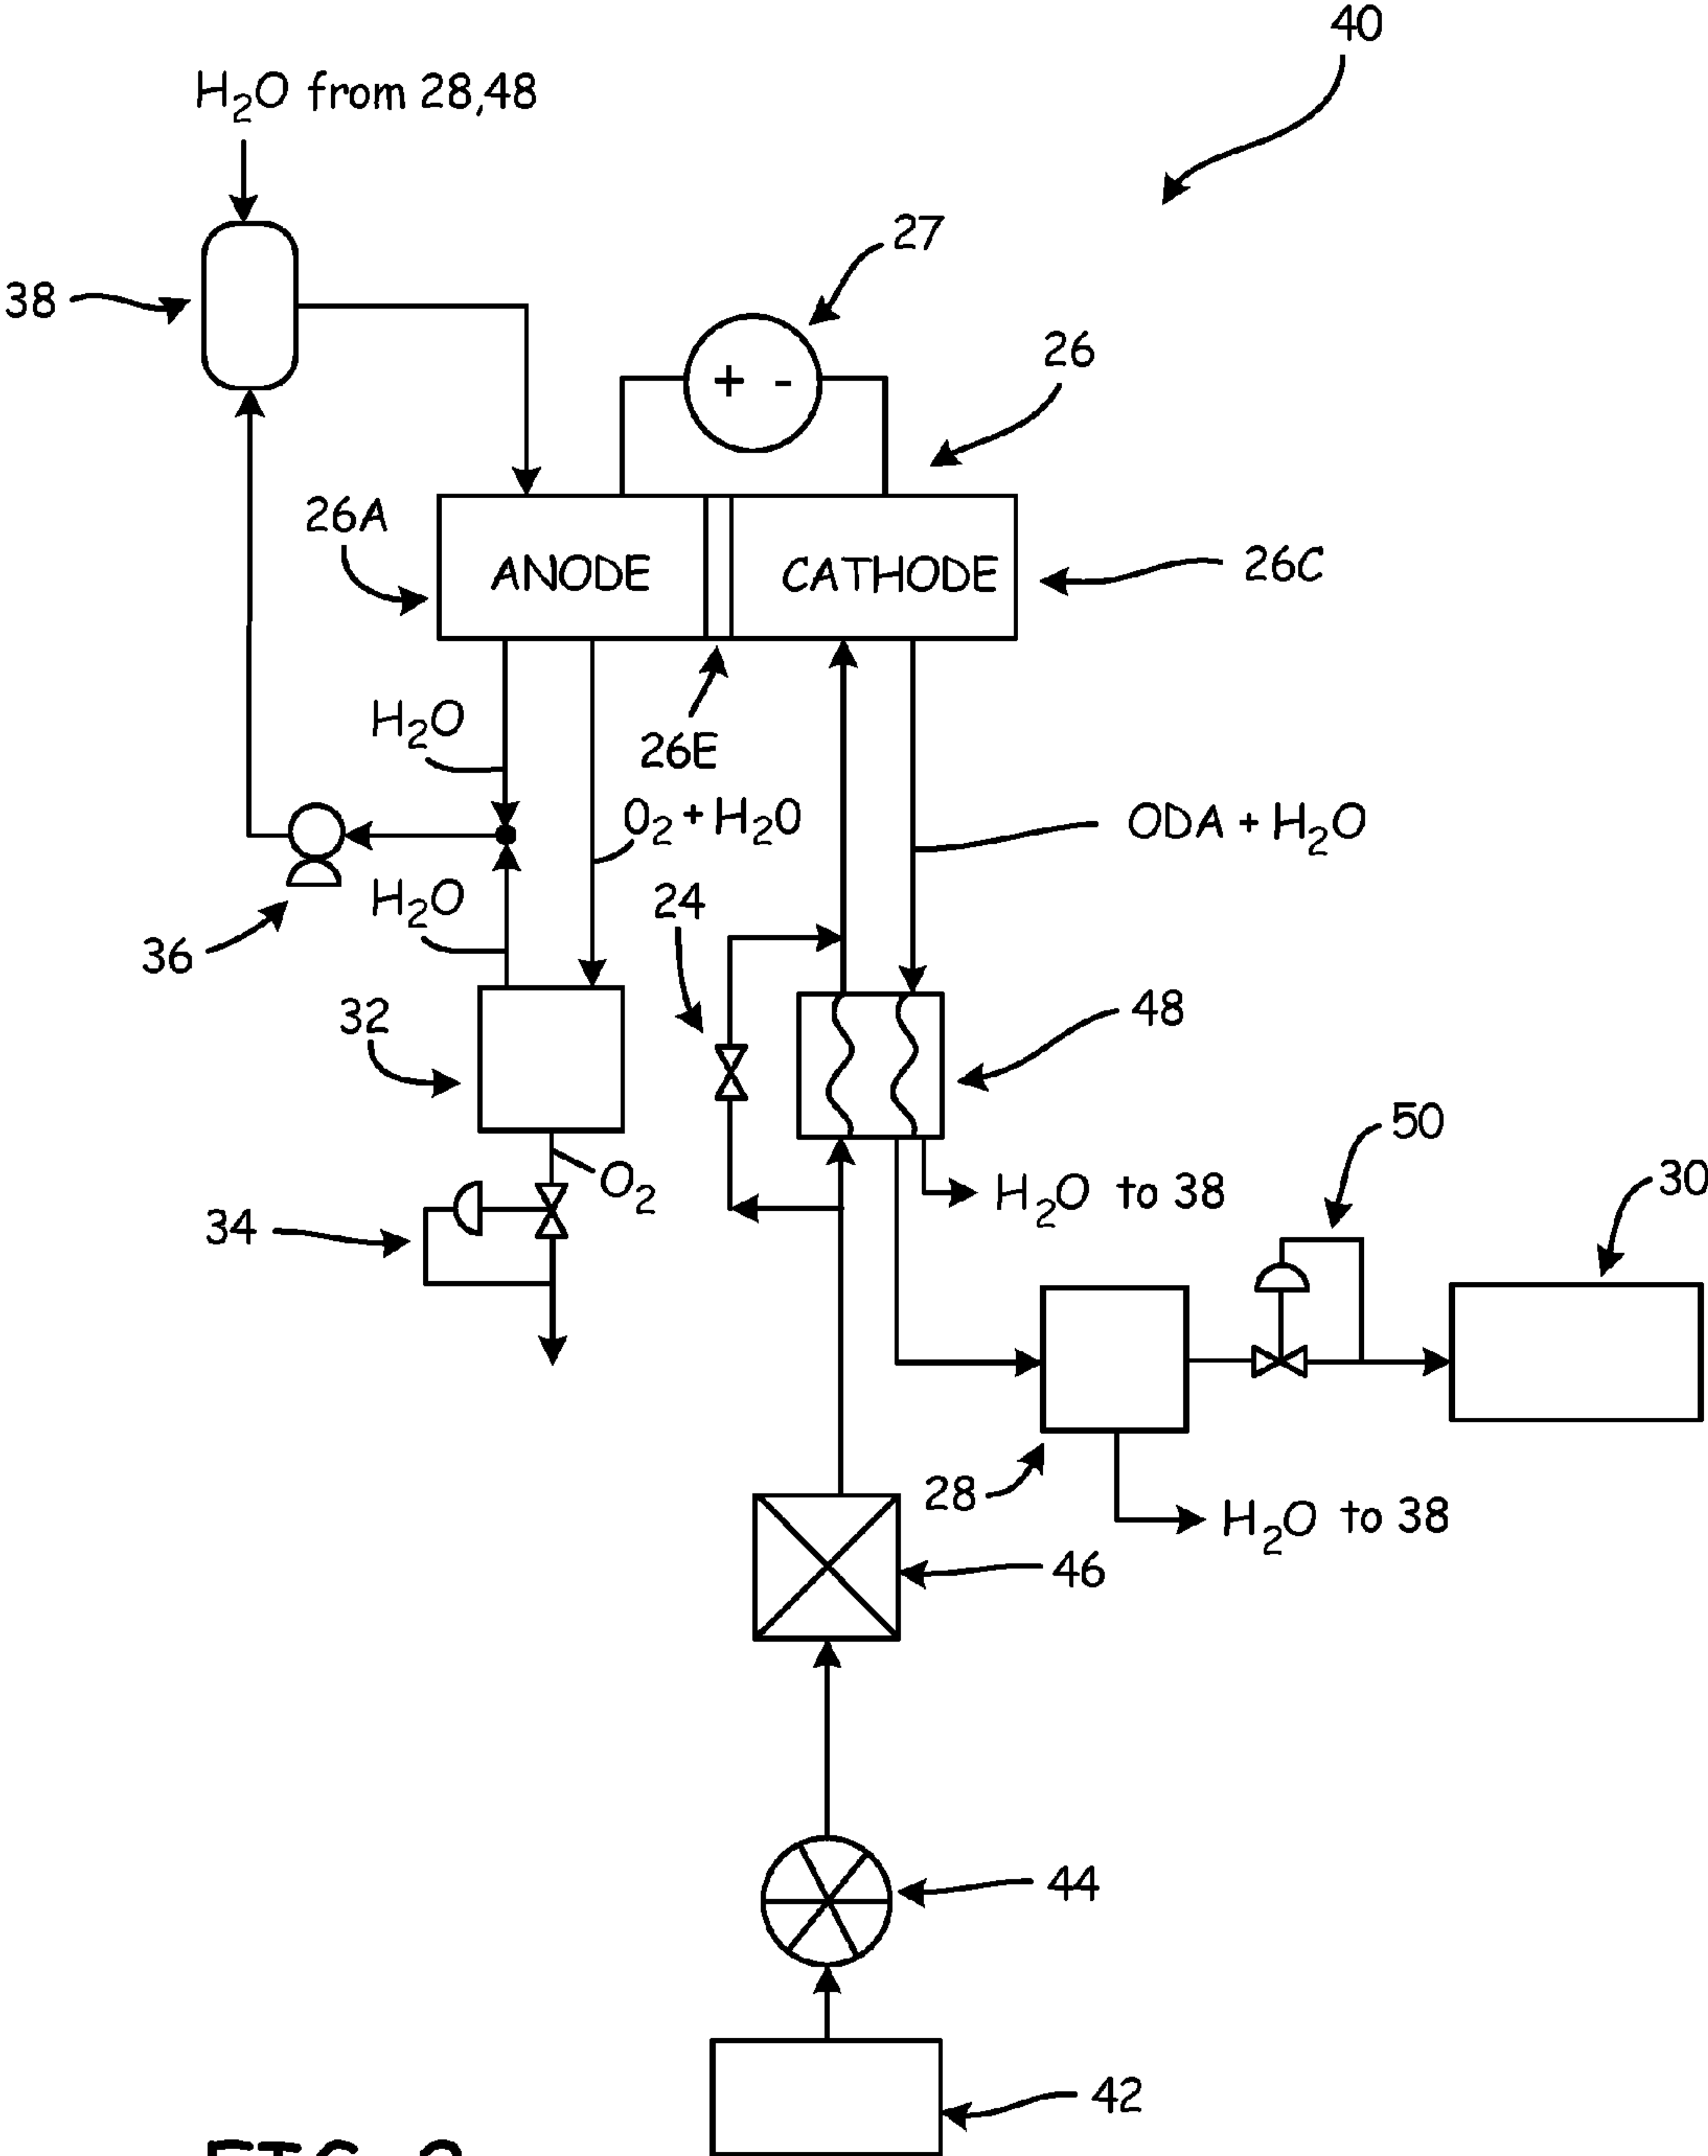 40
H2O from 28,48
27
38
26
26A
ANODE
CATHODE
26C
+ -
H2O
26E
O2 + H2O
ODA + H2O
24
H2O
36
32
48
50
O2
H2O to 38
30
34
28
H2O to 38
46
44
42